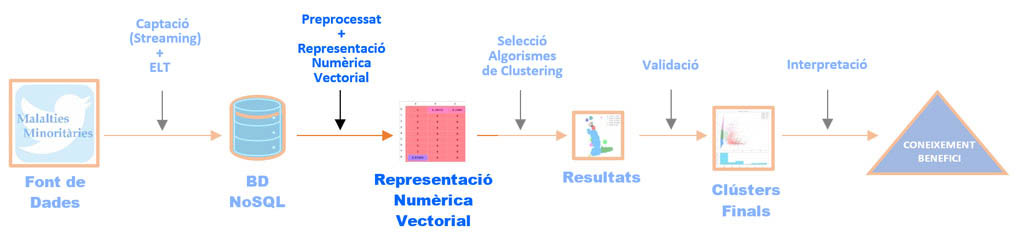 Captació
(Streaming)
+
ELT
Preprocessat
+
Representació
Numèrica
Vectorial
Selecció
Algorismes
de Clustering
Validació
Interpretació
Malalties
Minoritàries
CONEIXEMENT
BENEFICI
Font de
Dades
BD
NoSQL
Representació
Numèrica
Vectorial
Resultats
Clústers
Finals